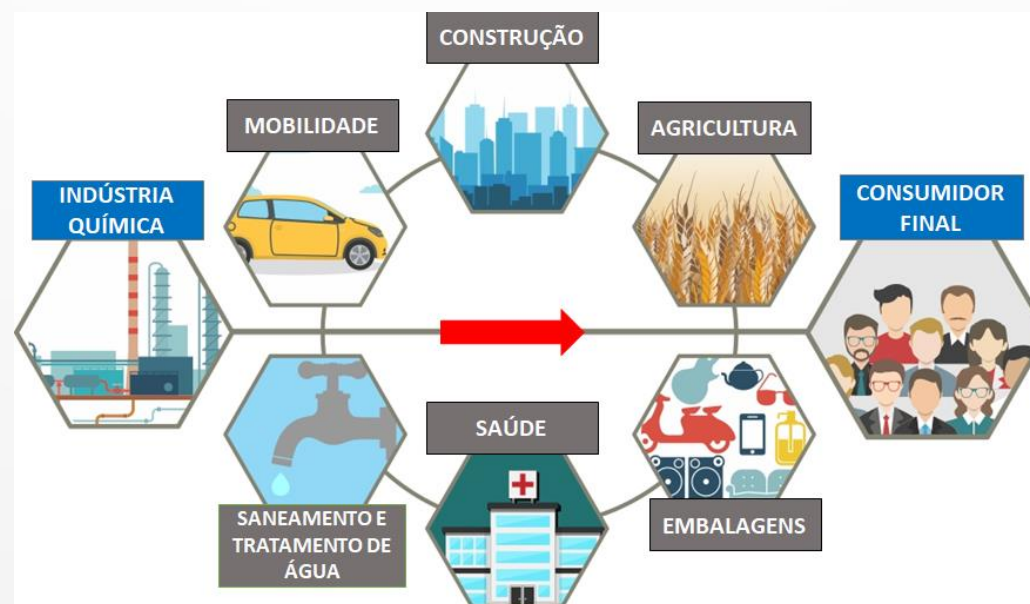 CONSTRUÇÃO
MOBILIDADE
AGRICULTURA
INDÚSTRIA
QUÍMICA
CONSUMIDOR
FINAL
SAÚDE
SANEAMENTO E
TRATAMENTO DE
ÁGUA
EMBALAGENS